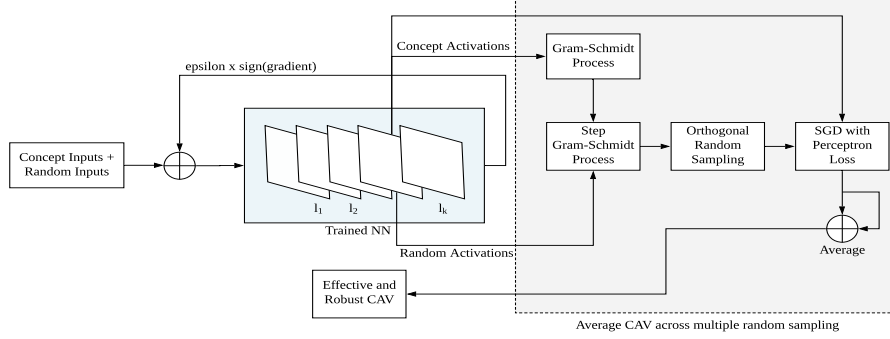 Concept Activations
Gram-Schmidt
Process
epsilon x sign(gradient)
Concept Inputs +
Random Inputs
Step
Gram-Schmidt
Process
Orthogonal
Random
Sampling
SGD with
Perceptron
Loss
l1
l2
lk
Trained NN
Random Activations
Average
Effective and
Robust CAV
Average CAV across multiple random sampling